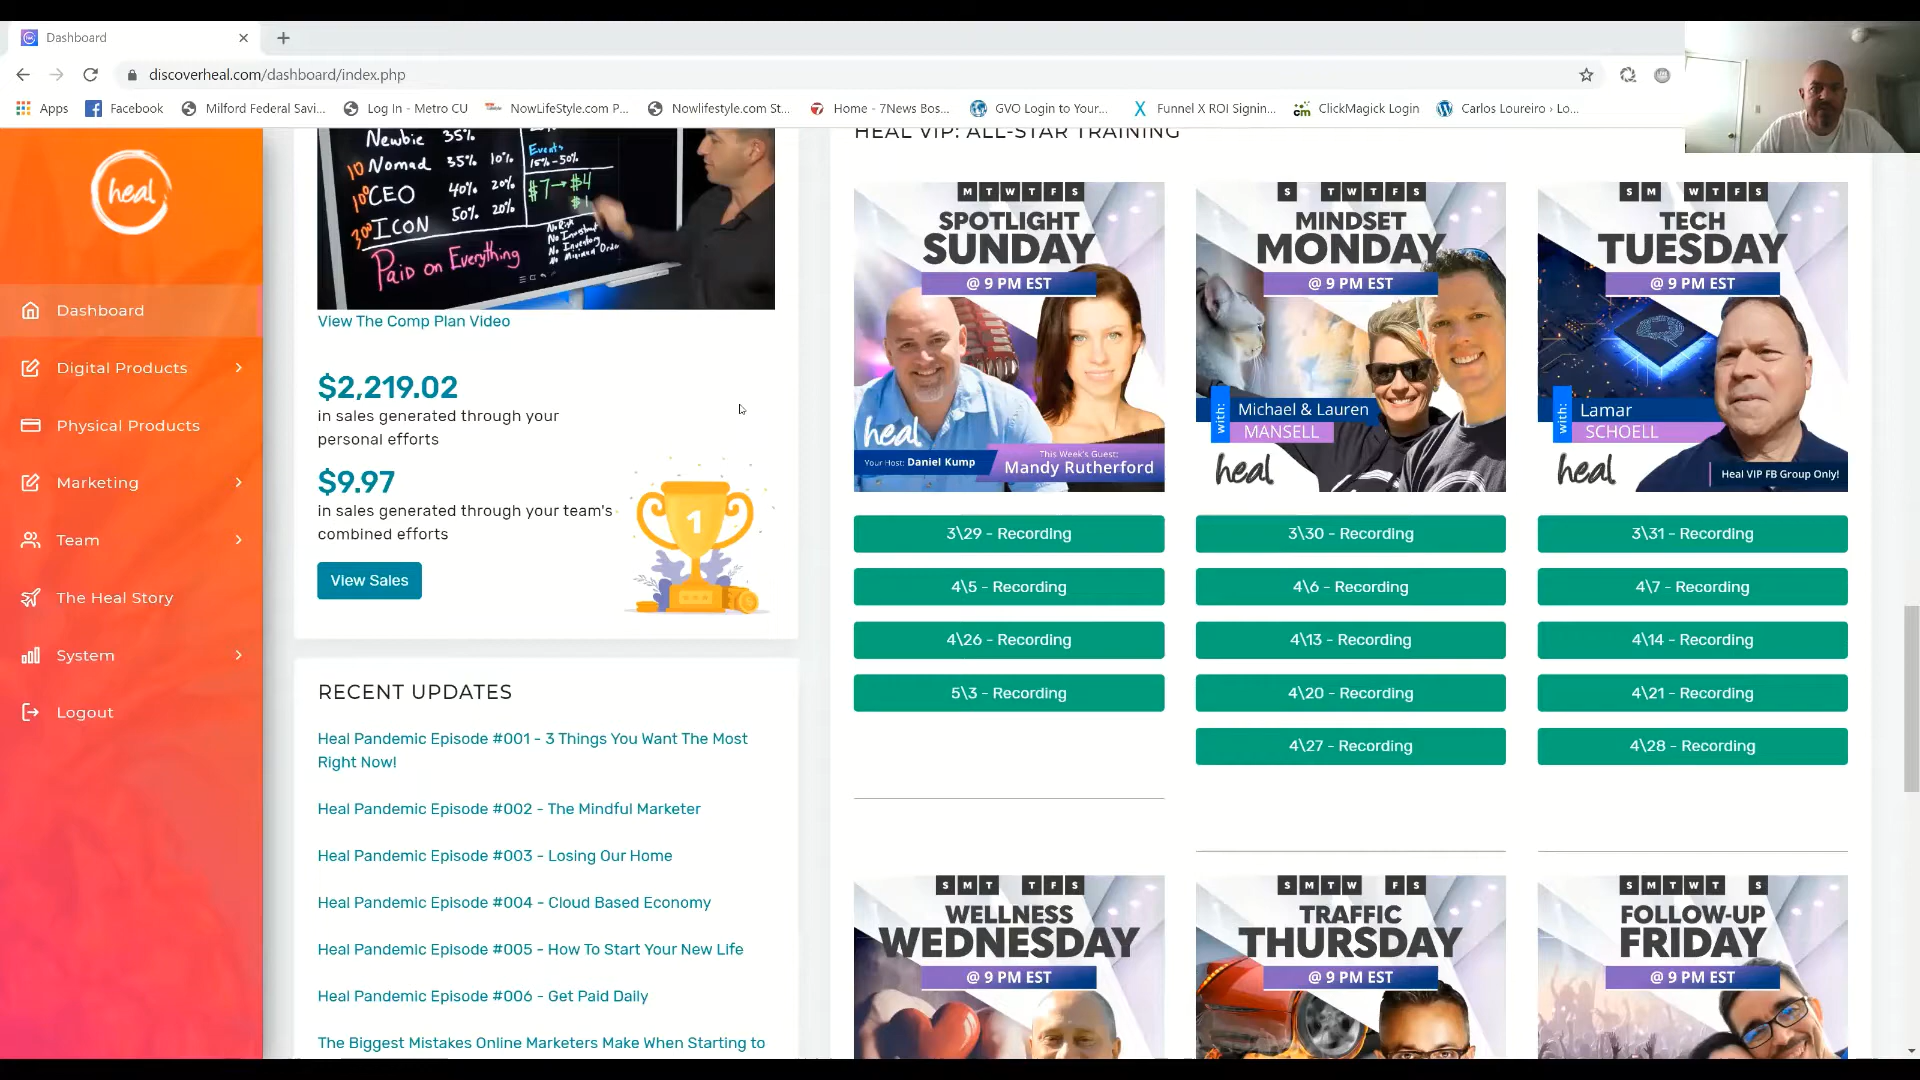 Dashboard
discoverheal.com/dashboard/index.php
Apps
Facebook
Milford Federal Savi...
Log In - Metro CU
NowLifeStyle.com P...
Nowlifestyle.com St...
Home - 7News Bos...
GVO Login to Your...
Funnel X ROI Signin...
ClickMagick Login
Carlos Loureiro › Lo...
heal
Dashboard
Digital Products
Physical Products
Marketing
Team
The Heal Story
System
Logout
Newbie 35%
10 Nomad 35% 10%
CEO 40% 20%
ICON 50% 20%
Paid on Everything
Events
15%-50%
$7→$4
No Risk
No Inventory
No Minimum Order
View The Comp Plan Video
$2,219.02
in sales generated through your
personal efforts
$9.97
in sales generated through your team's
combined efforts
1
View Sales
RECENT UPDATES
Heal Pandemic Episode #001 - 3 Things You Want The Most
Right Now!
Heal Pandemic Episode #002 - The Mindful Marketer
Heal Pandemic Episode #003 - Losing Our Home
Heal Pandemic Episode #004 - Cloud Based Economy
Heal Pandemic Episode #005 - How To Start Your New Life
Heal Pandemic Episode #006 - Get Paid Daily
The Biggest Mistakes Online Marketers Make When Starting to
HEAL VIP: ALL-STAR TRAINING
M T W T F S
SPOTLIGHT
SUNDAY
@ 9 PM EST
heal
Your Host: Daniel Kump
This Week's Guest:
Mandy Rutherford
3\29 - Recording
4\5 - Recording
4\26 - Recording
5\3 - Recording
S T W T F S
MINDSET
MONDAY
@ 9 PM EST
with:
Michael & Lauren
MANSELL
heal
3\30 - Recording
4\6 - Recording
4\13 - Recording
4\20 - Recording
4\27 - Recording
S M W T F S
TECH
TUESDAY
@ 9 PM EST
with:
Lamar
SCHOELL
heal
Heal VIP FB Group Only!
3\31 - Recording
4\7 - Recording
4\14 - Recording
4\21 - Recording
4\28 - Recording
S M T T F S
WELLNESS
WEDNESDAY
@ 9 PM EST
S M T W F S
TRAFFIC
THURSDAY
@ 9 PM EST
S M T W T S
FOLLOW-UP
FRIDAY
@ 9 PM EST